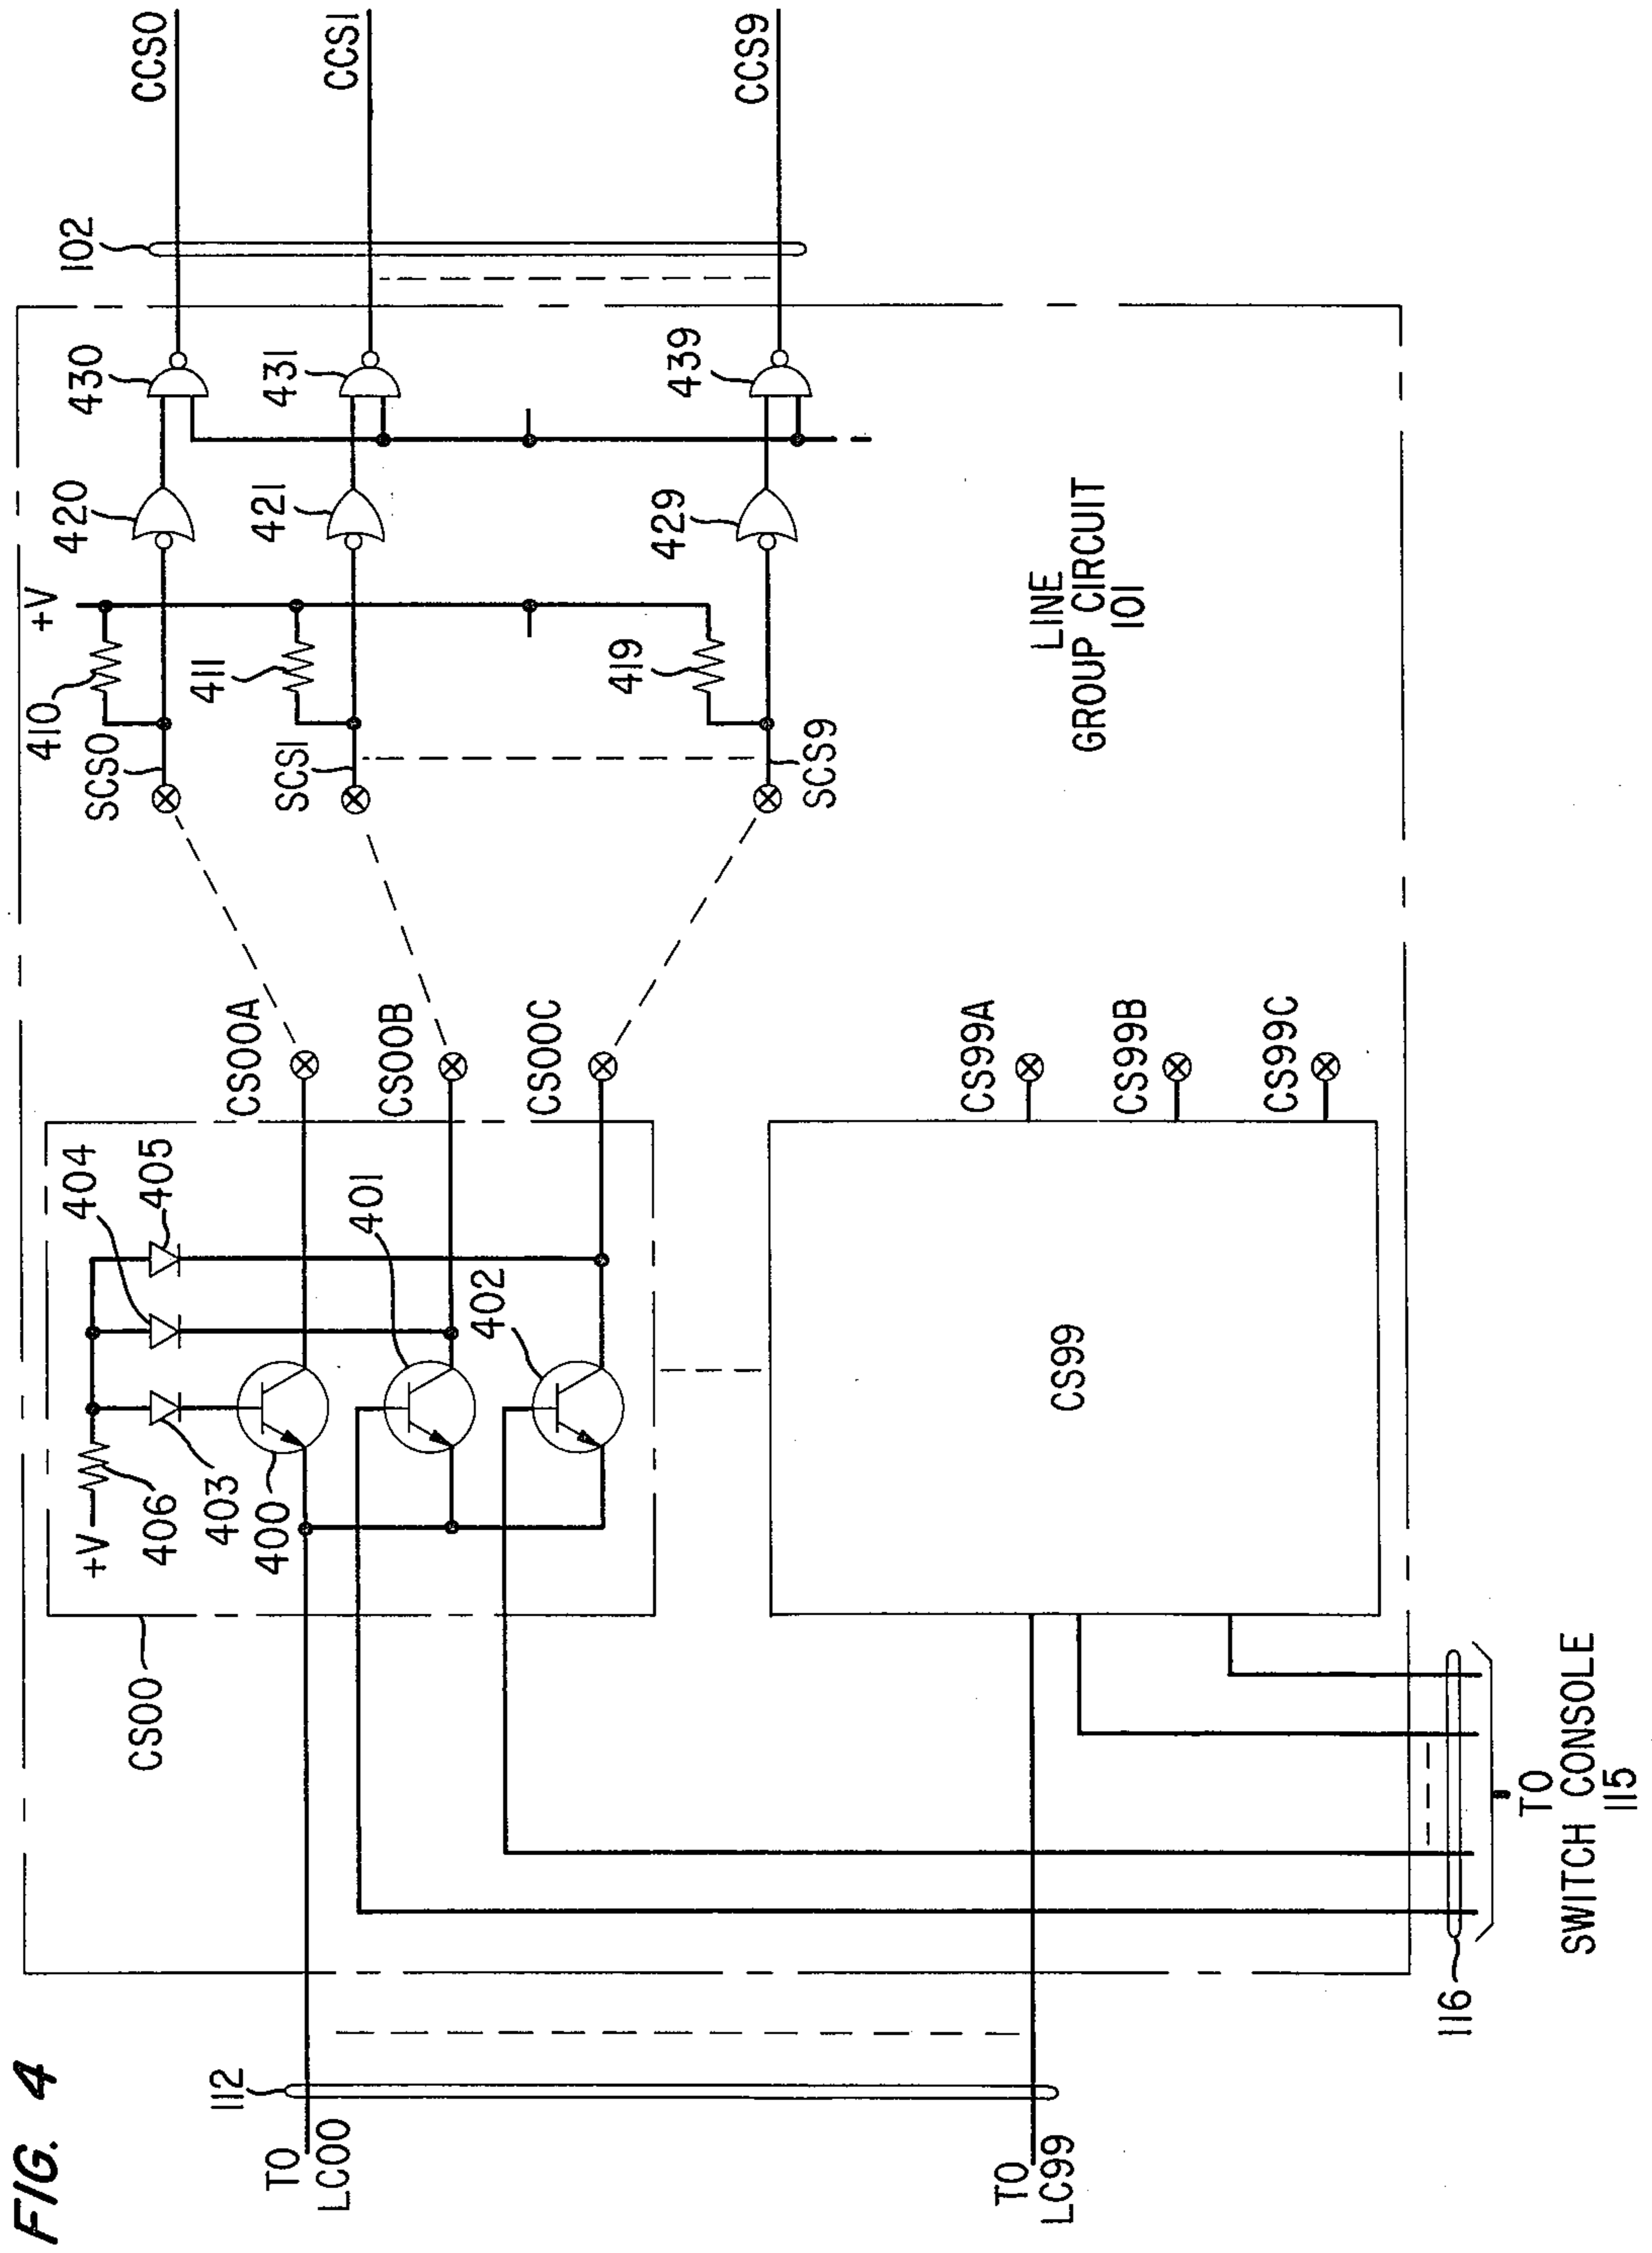 FIG. 4
CCS0
CCS1
CCS9
102
430
431
439
420
421
429
+V
410
411
419
SCS0
SCS1
SCS9
LINE
GROUP CIRCUIT
101
CS00A
CS00B
CS00C
404
405
401
402
+V
406
403
400
CS00
CS99A
CS99B
CS99C
CS99
112
TO
LC00
TO
LC99
116
TO
SWITCH CONSOLE
115